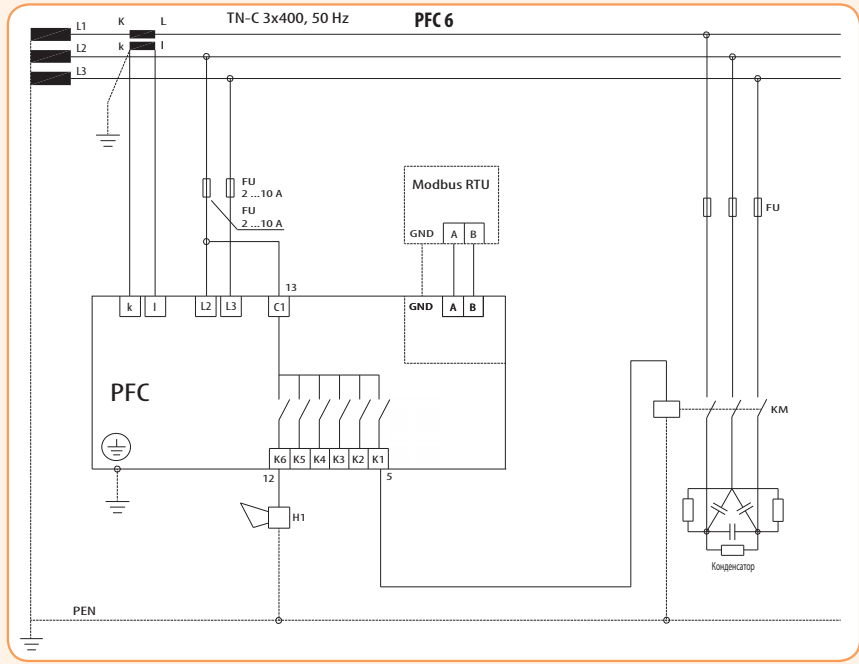 TN-C 3x400, 50 Hz
PFC 6
L1
K
L
L2
k
l
L3
FU
2 ...10 A
FU
2 ...10 A
Modbus RTU
GND
A
B
FU
13
k
l
L2
L3
C1
GND
A
B
PFC
KM
K6
K5
K4
K3
K2
K1
12
5
H1
Конденсатор
PEN